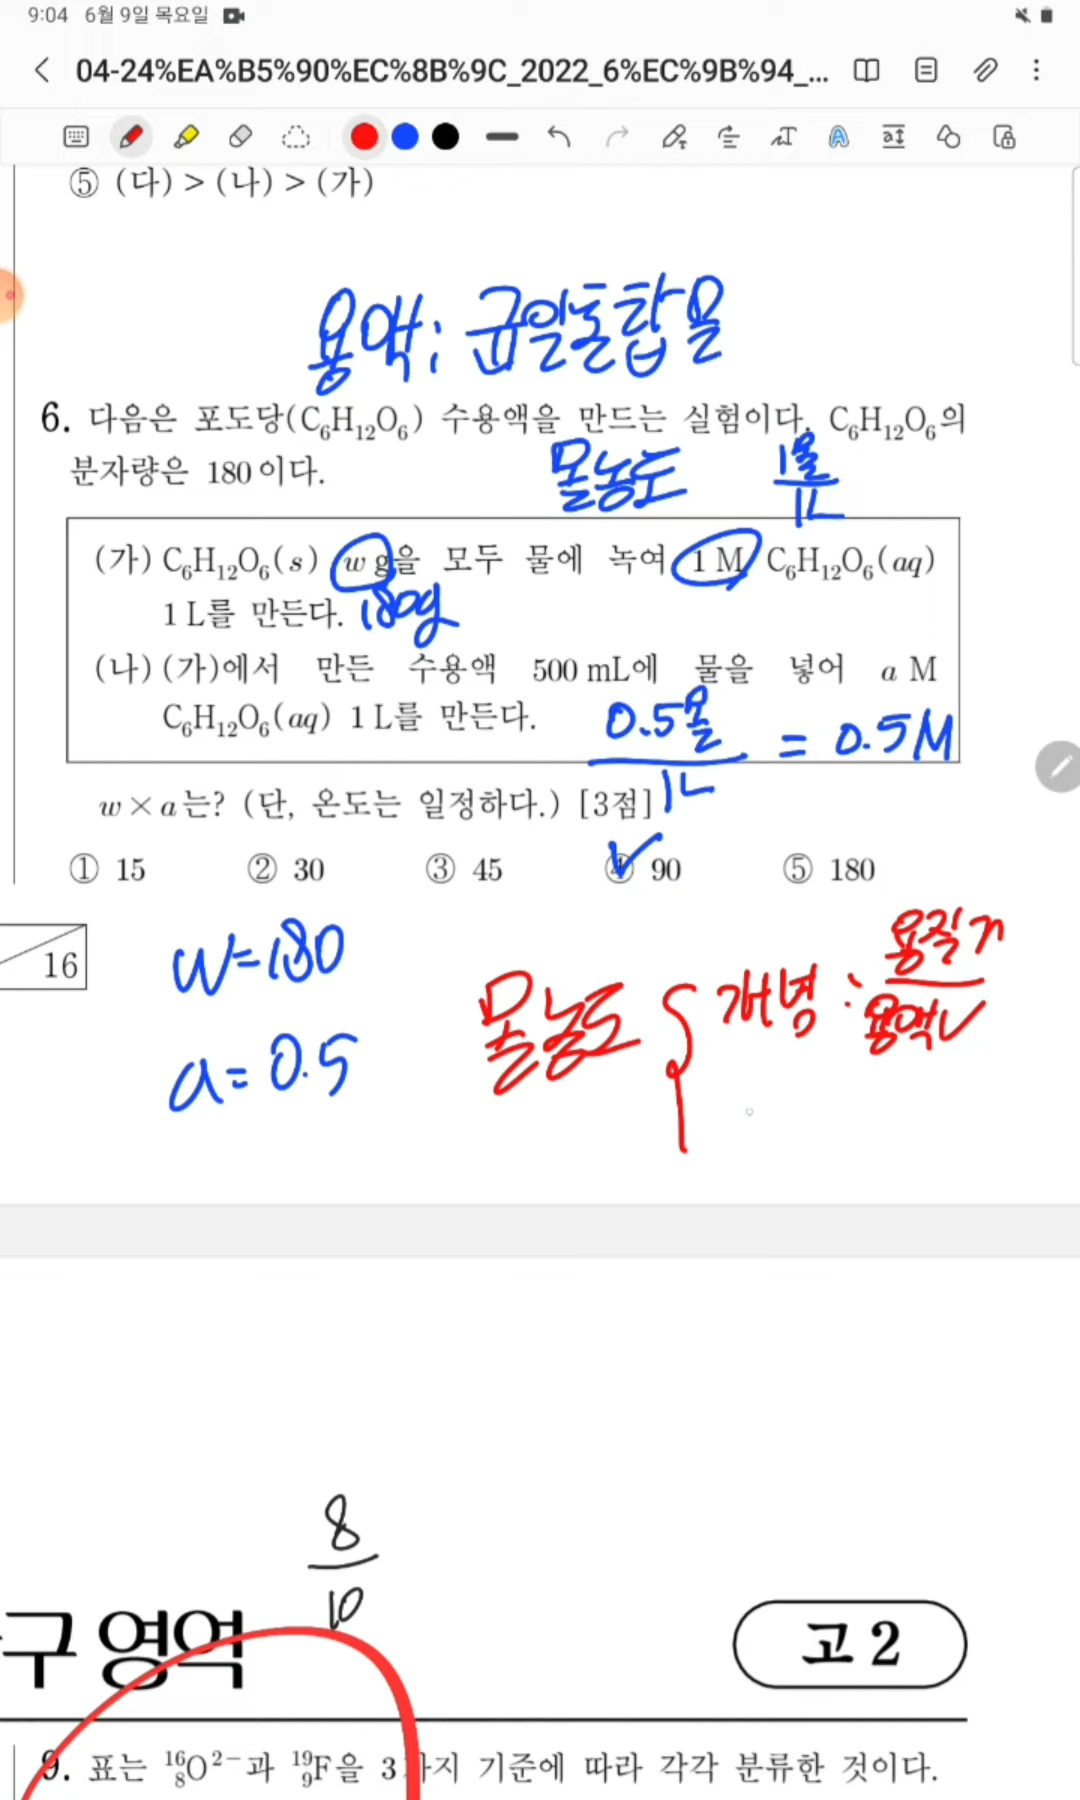 9:04 6월 9일 목요일
04-24%EA%B5%90%EC%8B%9C_2022_6%EC%9B%94_...
⑤ (다) > (나) > (가)
용액: 균일혼합물
6. 다음은 포도당(C₆H₁₂O₆) 수용액을 만드는 실험이다. C₆H₁₂O₆의
분자량은 180이다.
몰농도 1몰/1L
(가) C₆H₁₂O₆(s) w g을 모두 물에 녹여 1 M C₆H₁₂O₆(aq)
1 L를 만든다. 180g
(나) (가)에서 만든 수용액 500 mL에 물을 넣어 a M
C₆H₁₂O₆(aq) 1 L를 만든다.
0.5몰/1L = 0.5M
w×a는? (단, 온도는 일정하다.) [3점]
① 15 ② 30 ③ 45 ④ 90 ⑤ 180
16
w=180
a=0.5
몰농도 개념: 용질n/용액V
8/10
구 영역
고 2
9. 표는 ¹⁶₈O²⁻과 ¹⁹₉F을 3가지 기준에 따라 각각 분류한 것이다.